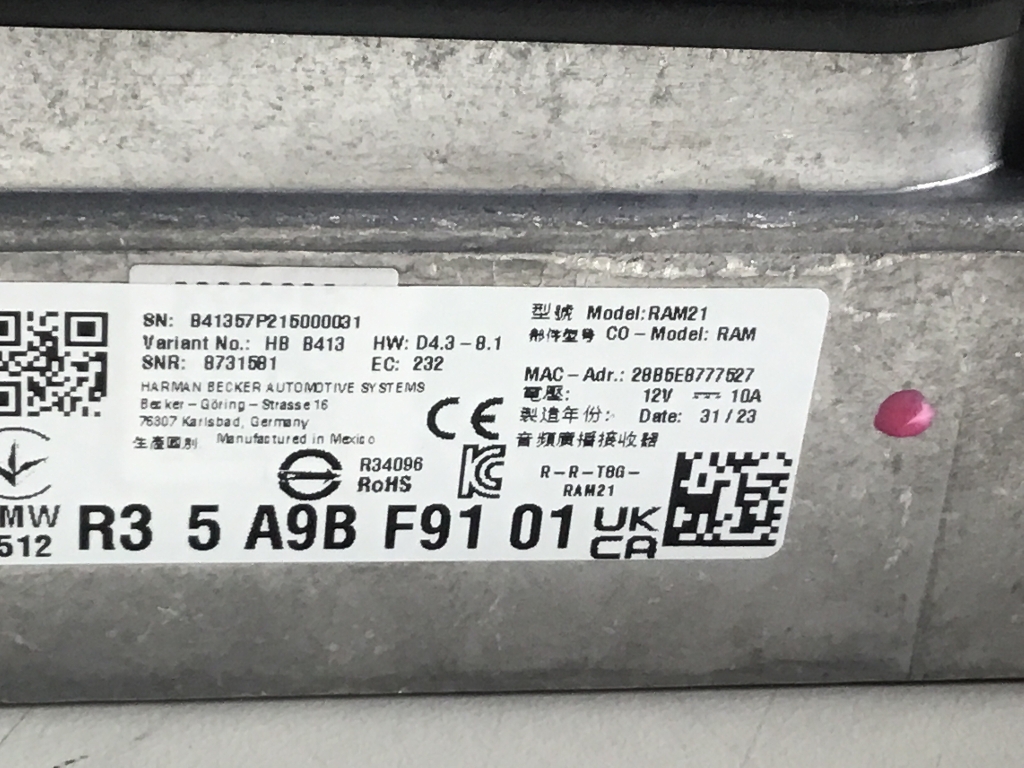 SN: B41357P215000031
Variant No.: HB B413 HW: D4.3-8.1
SNR: 8731581 EC: 232
HARMAN BECKER AUTOMOTIVE SYSTEMS
Becker-Göring-Strasse 16
76307 Karlsbad, Germany
生產國別 Manufactured in Mexico
CE
R34096
RoHS
型號 Model:RAM21
部件型号 CO-Model: RAM
MAC-Adr.: 28B5E8777527
電壓: 12V 10A
製造年份: Date: 31/23
音頻廣播接收器
R-R-TBG-
RAM21
MW
512
R3 5 A9B F91 01
UK
CA